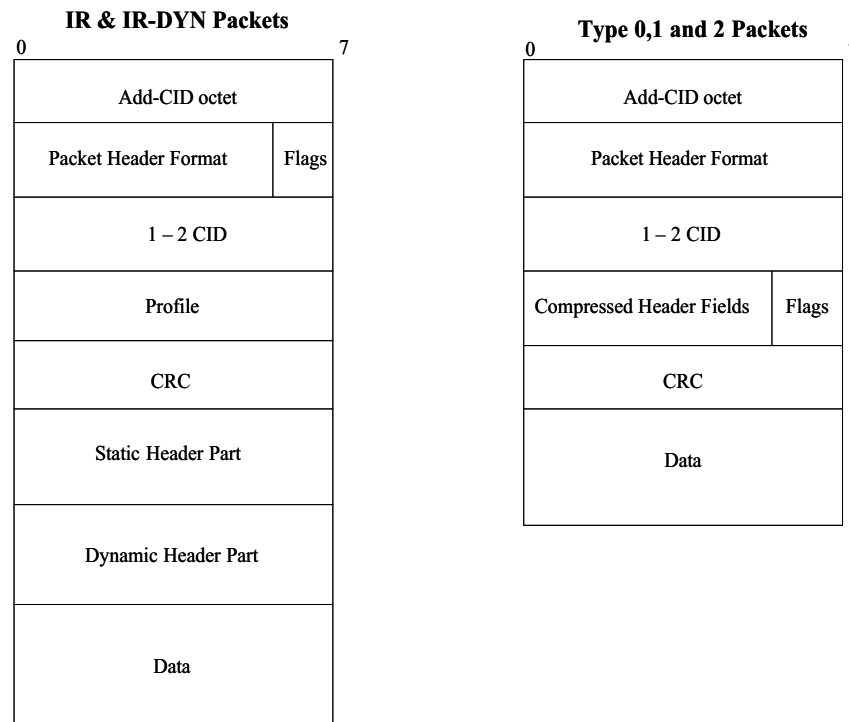 IR & IR-DYN Packets
0
7
Add-CID octet
Packet Header Format
Flags
1 – 2 CID
Profile
CRC
Static Header Part
Dynamic Header Part
Data
Type 0,1 and 2 Packets
0
Add-CID octet
Packet Header Format
1 – 2 CID
Compressed Header Fields
Flags
CRC
Data